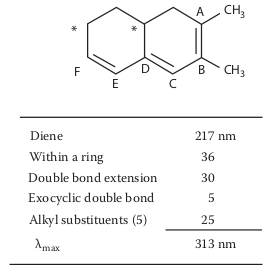 A
CH₃
*
*
F
D
B
CH₃
E
C
Diene 217 nm
Within a ring 36
Double bond extension 30
Exocyclic double bond 5
Alkyl substituents (5) 25
λmax 313 nm